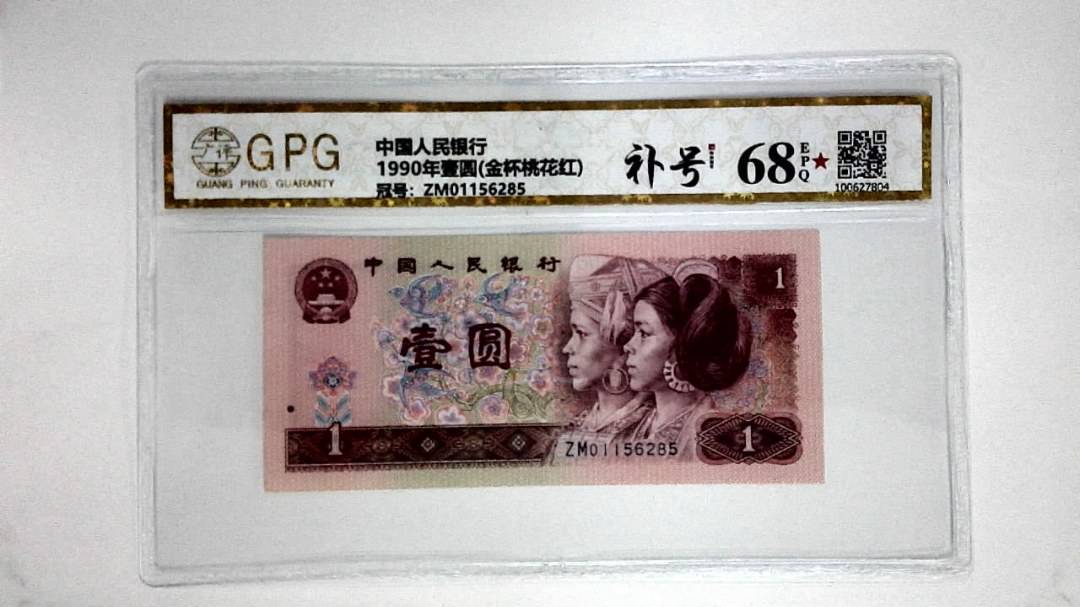 GPG
GUANG PING GUARANTY
中国人民银行
1990年壹圆(金杯桃花红)
冠号: ZM01156285
补号
68
EPQ
100627804
中国人民银行
壹圆
1
1
ZM01156285
1